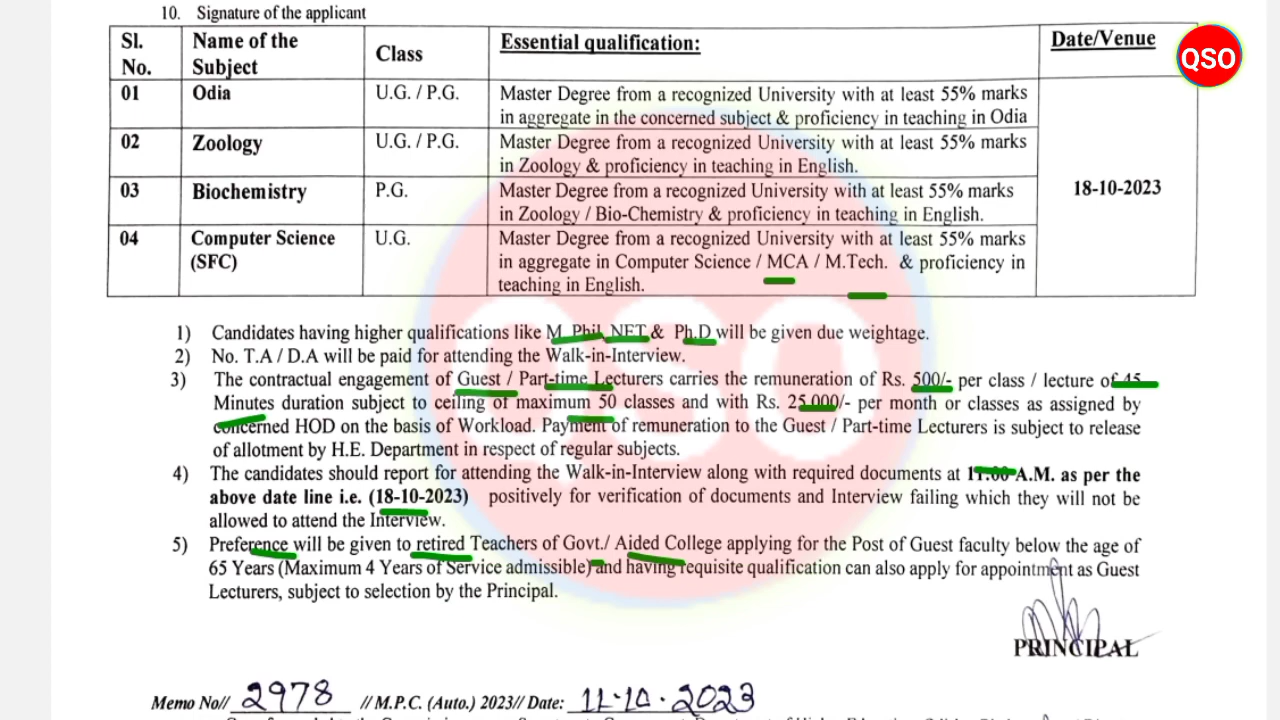 10. Signature of the applicant
Sl. No. Name of the Subject Class Essential qualification: Date/Venue
QSO
01 Odia U.G. / P.G. Master Degree from a recognized University with at least 55% marks
in aggregate in the concerned subject & proficiency in teaching in Odia
02 Zoology U.G. / P.G. Master Degree from a recognized University with at least 55% marks
in Zoology & proficiency in teaching in English.
03 Biochemistry P.G. Master Degree from a recognized University with at least 55% marks
in Zoology / Bio-Chemistry & proficiency in teaching in English.
18-10-2023
04 Computer Science (SFC) U.G. Master Degree from a recognized University with at least 55% marks
in aggregate in Computer Science / MCA / M.Tech. & proficiency in
teaching in English.
QSO
1) Candidates having higher qualifications like M. Phil, NET & Ph.D will be given due weightage.
2) No. T.A / D.A will be paid for attending the Walk-in-Interview.
3) The contractual engagement of Guest / Part-time Lecturers carries the remuneration of Rs. 500/- per class / lecture of 45
Minutes duration subject to ceiling of maximum 50 classes and with Rs. 25,000/- per month or classes as assigned by
concerned HOD on the basis of Workload. Payment of remuneration to the Guest / Part-time Lecturers is subject to release
of allotment by H.E. Department in respect of regular subjects.
4) The candidates should report for attending the Walk-in-Interview along with required documents at 11.00 A.M. as per the
above date line i.e. (18-10-2023) positively for verification of documents and Interview failing which they will not be
allowed to attend the Interview.
5) Preference will be given to retired Teachers of Govt./ Aided College applying for the Post of Guest faculty below the age of
65 Years (Maximum 4 Years of Service admissible) and having requisite qualification can also apply for appointment as Guest
Lecturers, subject to selection by the Principal.
PRINCIPAL
Memo No// 2978 // M.P.C. (Auto.) 2023// Date: 11-10-2023